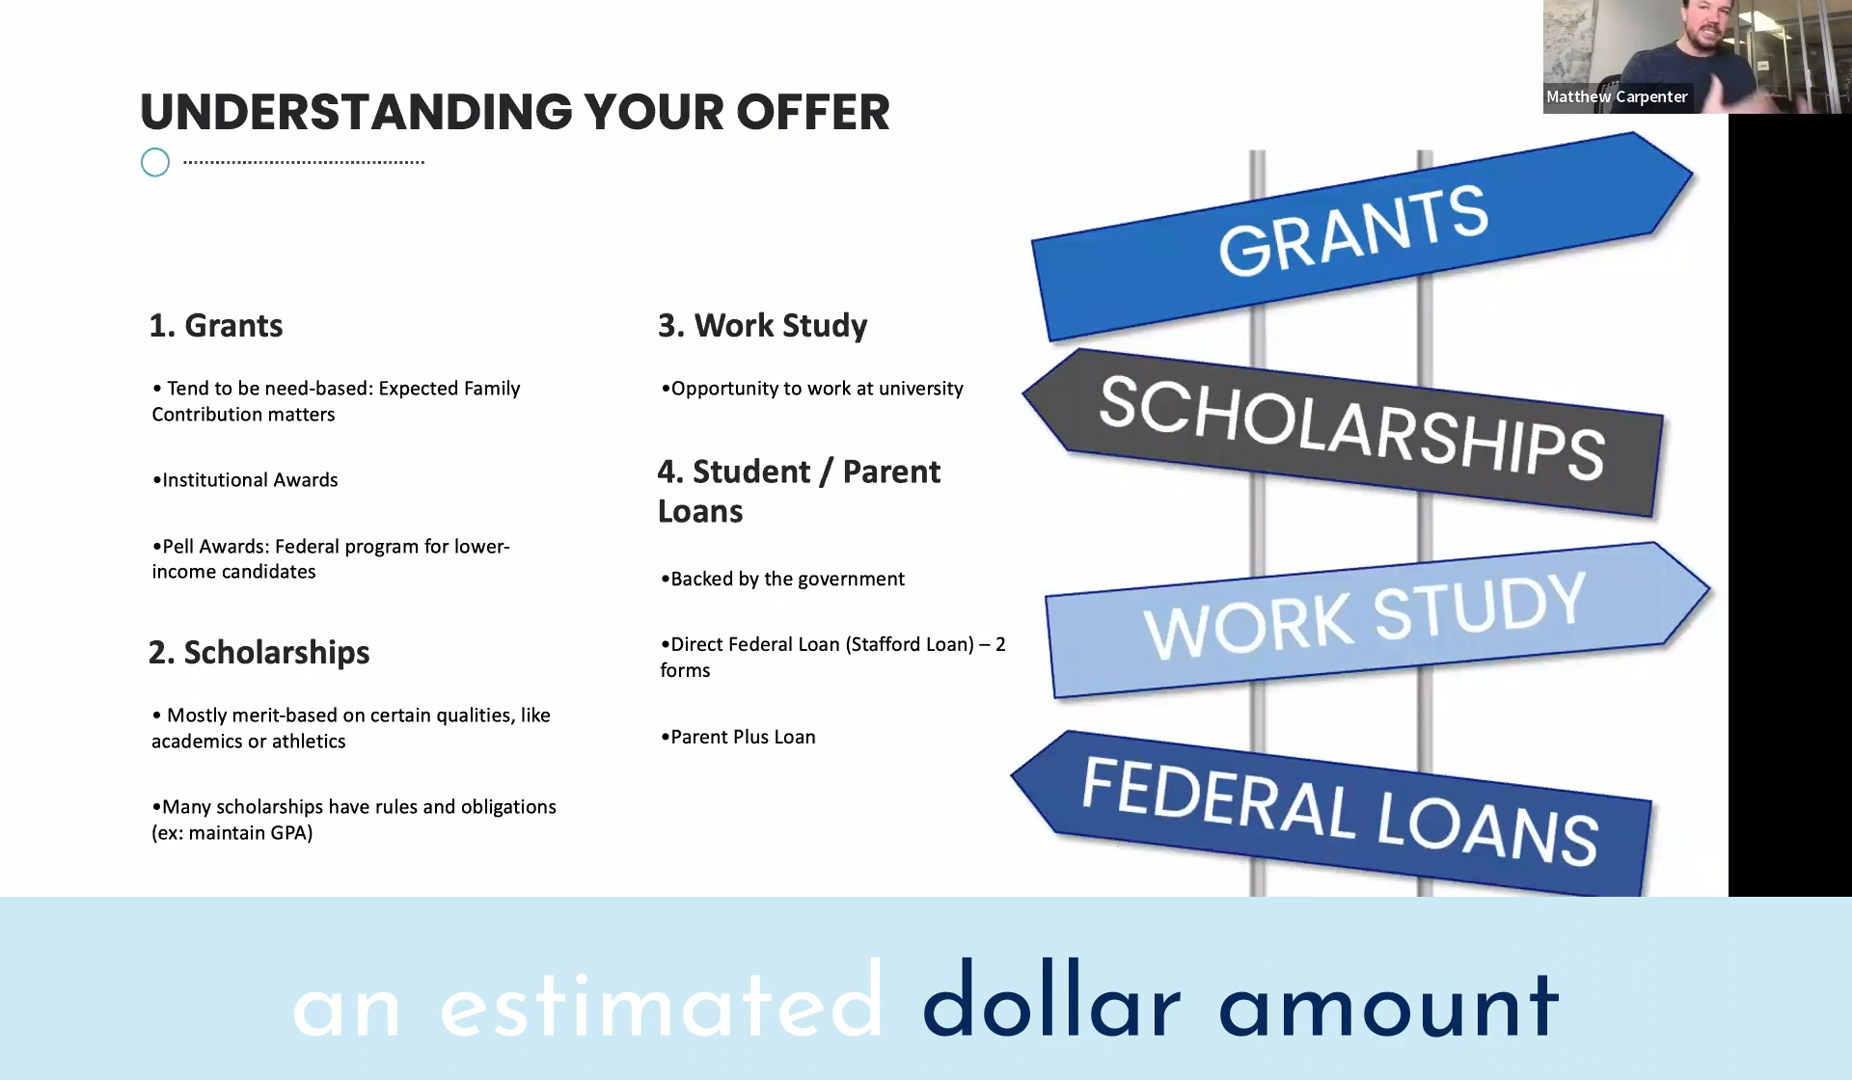 Matthew Carpenter
UNDERSTANDING YOUR OFFER
1. Grants
• Tend to be need-based: Expected Family
Contribution matters
•Institutional Awards
•Pell Awards: Federal program for lower-
income candidates
2. Scholarships
• Mostly merit-based on certain qualities, like
academics or athletics
•Many scholarships have rules and obligations
(ex: maintain GPA)
3. Work Study
•Opportunity to work at university
4. Student / Parent
Loans
•Backed by the government
•Direct Federal Loan (Stafford Loan) – 2
forms
•Parent Plus Loan
GRANTS
SCHOLARSHIPS
WORK STUDY
FEDERAL LOANS
an estimated dollar amount